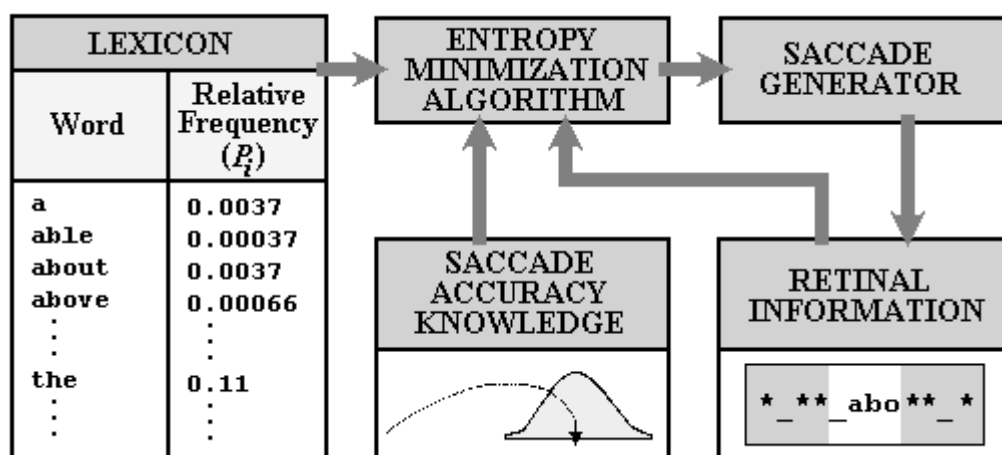 LEXICON
Word
Relative
Frequency
(Pi)
a 0.0037
able 0.00037
about 0.0037
above 0.00066
: :
the 0.11
: :
ENTROPY
MINIMIZATION
ALGORITHM
SACCADE
GENERATOR
SACCADE
ACCURACY
KNOWLEDGE
RETINAL
INFORMATION
*_**_abo**_*